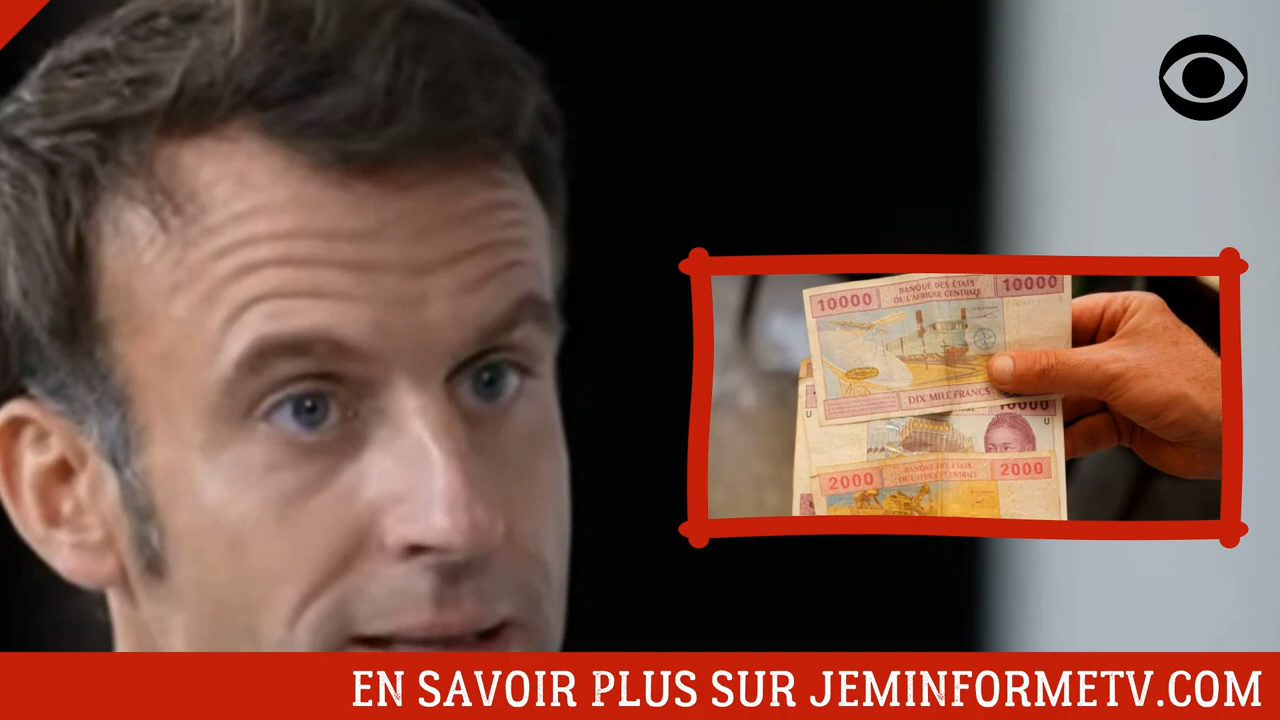 10000
BANQUE DES ÉTATS
DE L'AFRIQUE CENTRALE
10000
DIX MILLE FRANCS
10000
U
U
2000
BANQUE DES ÉTATS
DE L'AFRIQUE CENTRALE
2000
EN SAVOIR PLUS SUR JEMINFORMETV.COM